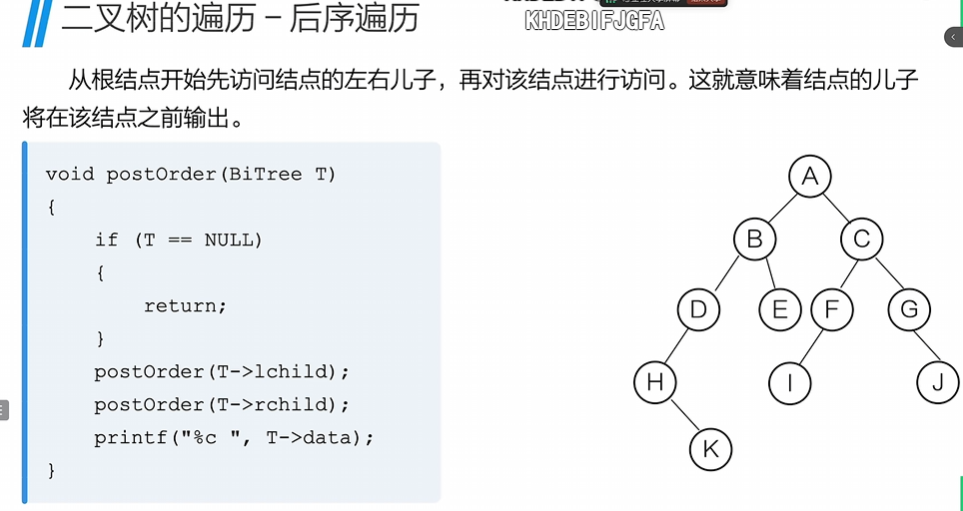 二叉树的遍历 – 后序遍历
KHDEBIFJGFA
从根结点开始先访问结点的左右儿子，再对该结点进行访问。这就意味着结点的儿子
将在该结点之前输出。
void postOrder(BiTree T)
{
if (T == NULL)
{
return;
}
postOrder(T->lchild);
postOrder(T->rchild);
printf("%c ", T->data);
}
A
B C
D E F G
H I J
K